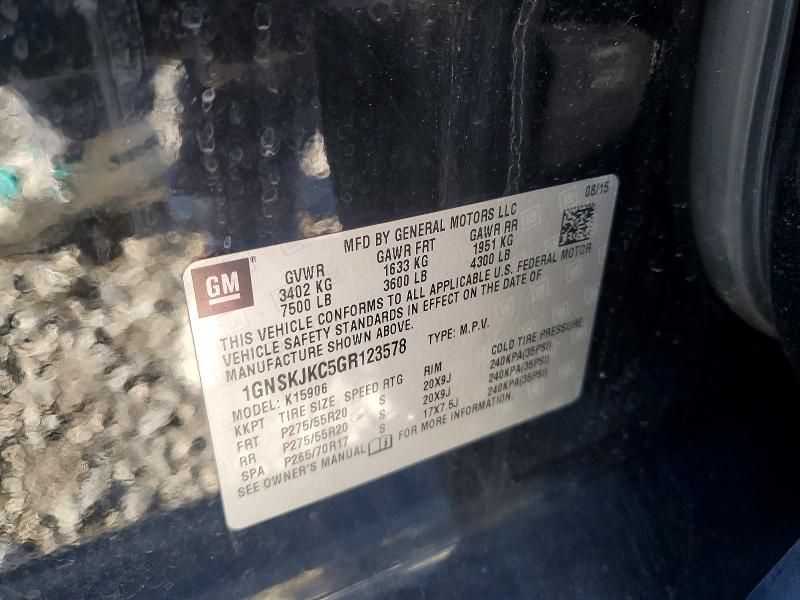 08/15
MFD BY GENERAL MOTORS LLC
GM ®
GVWR GAWR FRT GAWR RR
3402 KG 1633 KG 1951 KG
7500 LB 3600 LB 4300 LB
THIS VEHICLE CONFORMS TO ALL APPLICABLE U.S. FEDERAL MOTOR
VEHICLE SAFETY STANDARDS IN EFFECT ON THE DATE OF
MANUFACTURE SHOWN ABOVE.
1GNSKJKC5GR123578 TYPE: M.P.V.
MODEL: K15906
KKPT TIRE SIZE SPEED RTG RIM COLD TIRE PRESSURE
FRT P275/55R20 S 20X9J 240KPA(35PSI)
RR P275/55R20 S 20X9J 240KPA(35PSI)
SPA P265/70R17 S 17X7.5J 240KPA(35PSI)
SEE OWNER'S MANUAL FOR MORE INFORMATION.